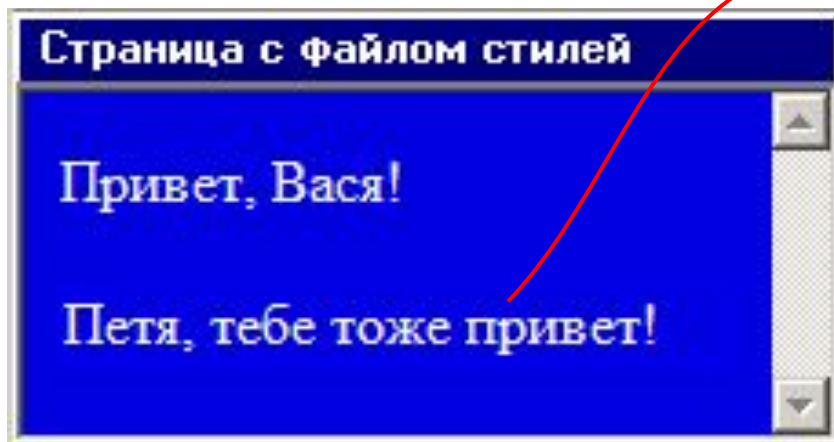 Страница с файлом стилей
Привет, Вася!
Петя, тебе тоже привет!